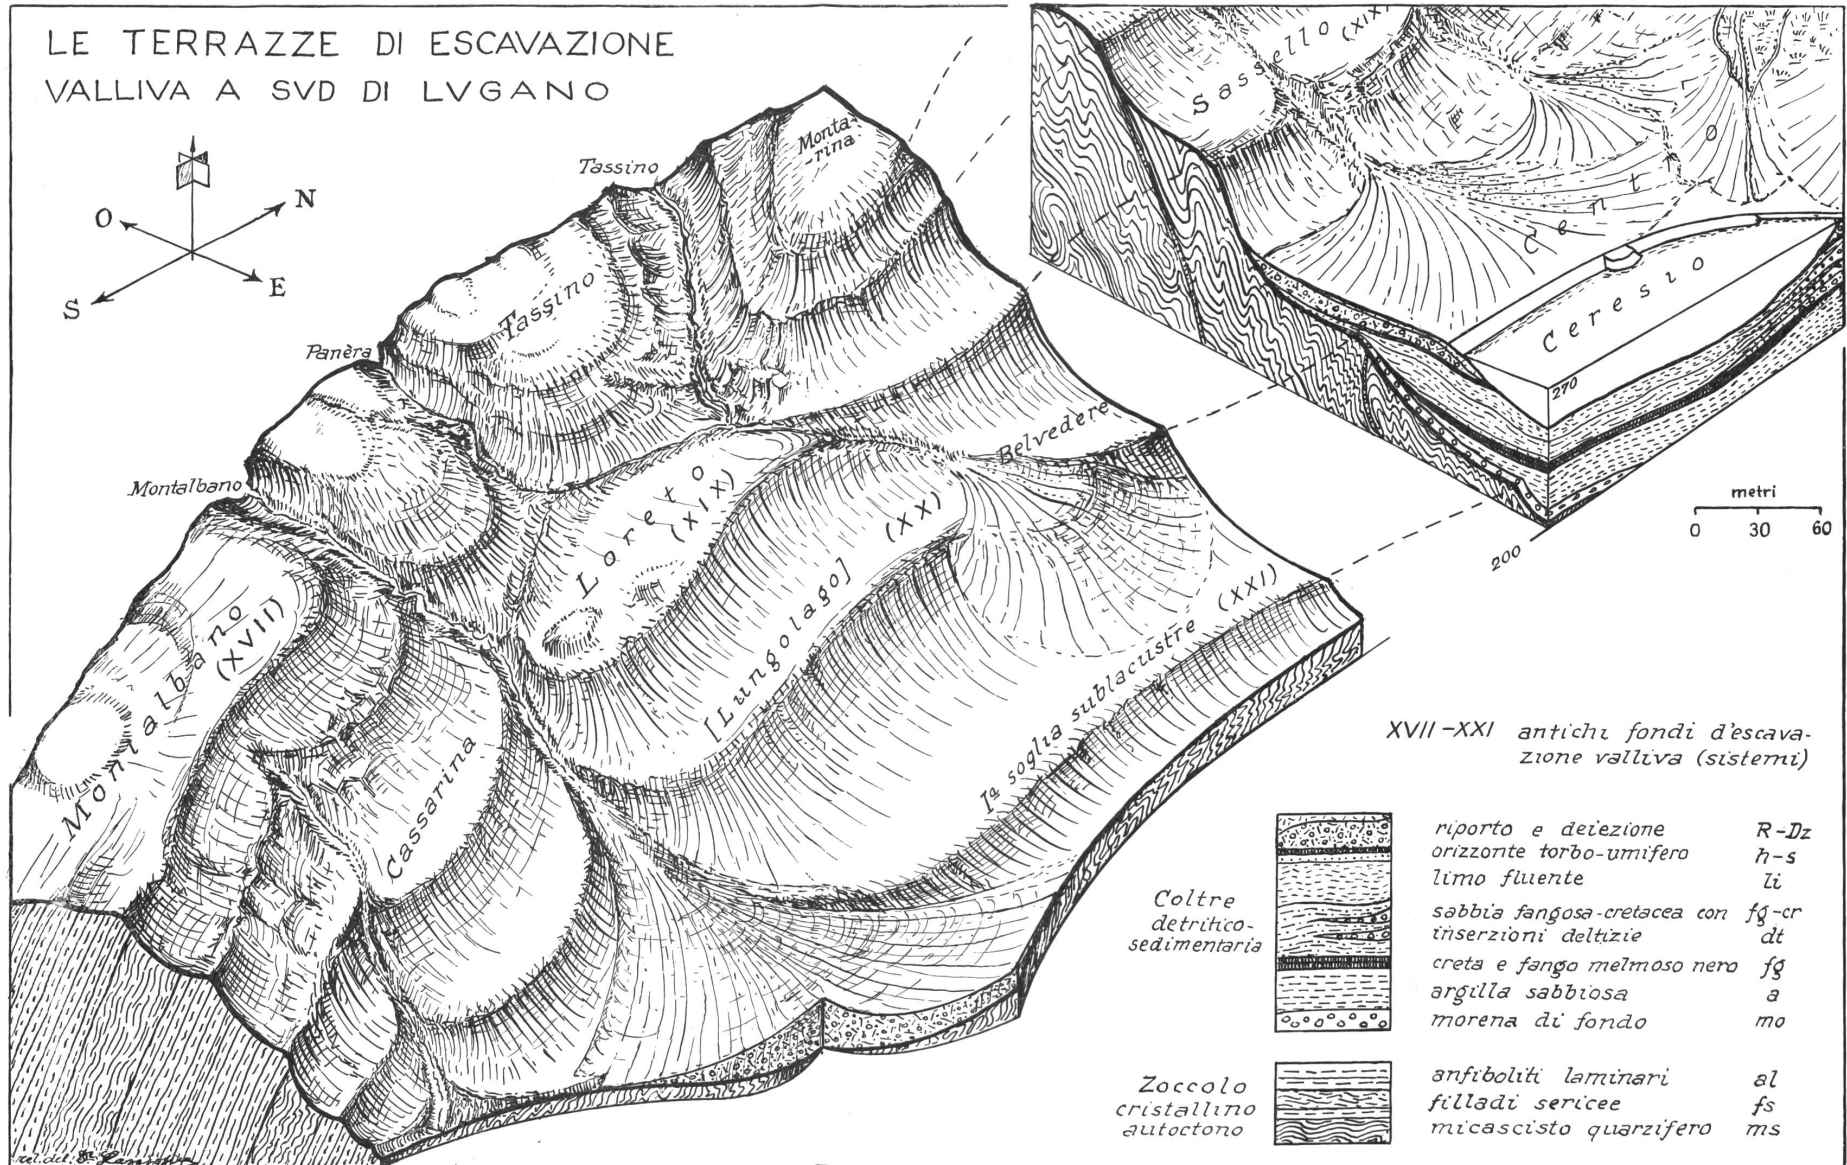 LE TERRAZZE DI ESCAVAZIONE
VALLIVA A SVD DI LVGANO
N
O
E
S
Monta-
-rina
Tassino
Tassino
Panèra
Montalbano
Montalbano
(XVII)
Cassarina
Loreto
(XIX)
[Lungolago] (XX)
Belvedere
Iª soglia sublacustre (XXI)
Sassello (XIX)
Centro
Ceresio
270
200
metri
0 30 60
XVII-XXI antichi fondi d'escava-
zione valliva (sistemi)
Coltre
detritico-
sedimentaria
riporto e deiezione R-Dz
orizzonte torbo-umifero h-s
limo fluente li
sabbia fangosa-cretacea con fg-cr
inserzioni deltizie dt
creta e fango melmoso nero fg
argilla sabbiosa a
morena di fondo mo
Zoccolo
cristallino
autoctono
anfiboliti laminari al
filladi sericee fs
micascisto quarzifero ms
rel. del.